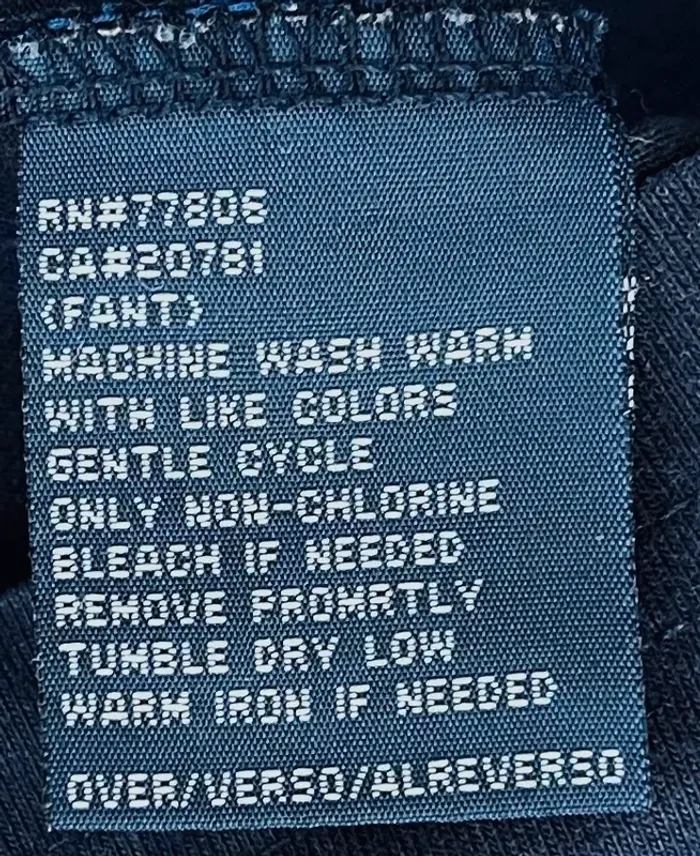 RN#77806
CA#20781
(FANT)
MACHINE WASH WARM
WITH LIKE COLORS
GENTLE CYCLE
ONLY NON-CHLORINE
BLEACH IF NEEDED
REMOVE PROMRTLY
TUMBLE DRY LOW
WARM IRON IF NEEDED
OVER/VERSO/ALREVERSO